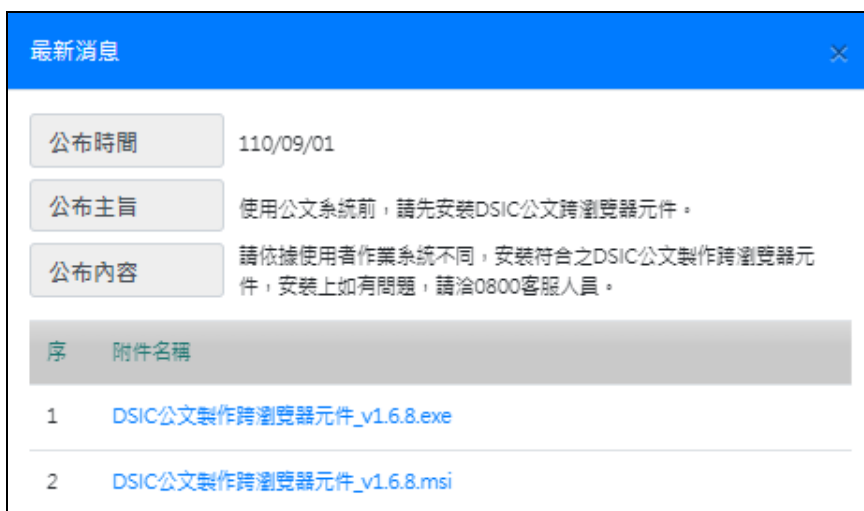 最新消息 ×
公布時間 110/09/01
公布主旨 使用公文系統前，請先安裝DSIC公文跨瀏覽器元件。
公布內容 請依據使用者作業系統不同，安裝符合之DSIC公文製作跨瀏覽器元
件，安裝上如有問題，請洽0800客服人員。
序 附件名稱
1 DSIC公文製作跨瀏覽器元件_v1.6.8.exe
2 DSIC公文製作跨瀏覽器元件_v1.6.8.msi